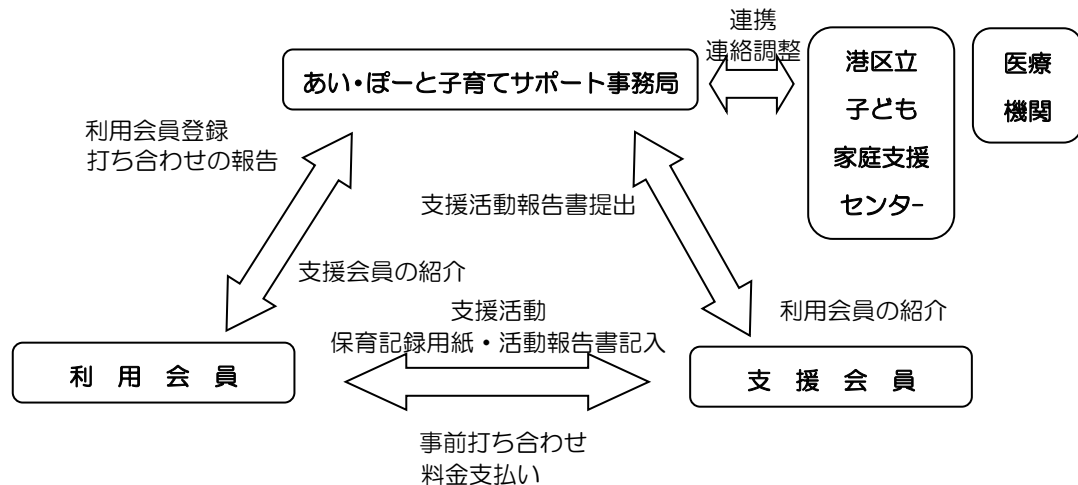 連携
連絡調整
あい・ぽーと子育てサポート事務局
港区立
子ども
家庭支援
センター
医療
機関
利用会員登録
打ち合わせの報告
支援活動報告書提出
支援会員の紹介
利用会員の紹介
支援活動
保育記録用紙・活動報告書記入
利用会員
支援会員
事前打ち合わせ
料金支払い